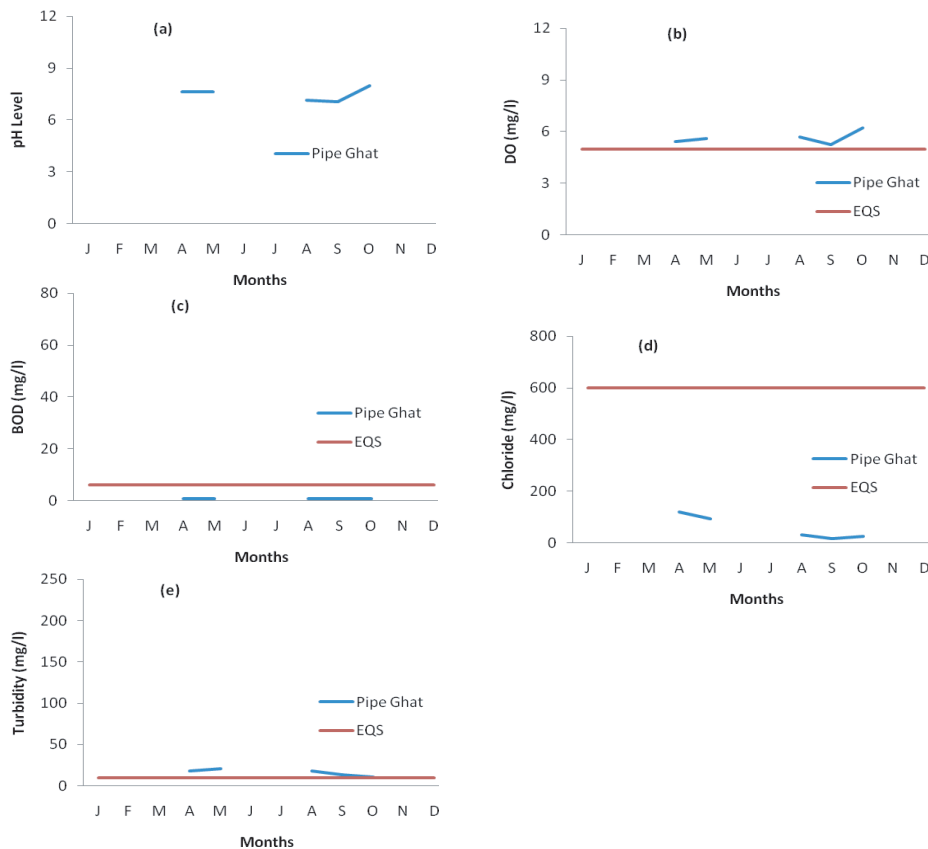 (a)
12
9
6
3
0
pH Level
Pipe Ghat
J F M A M J J A S O N D
Months
(b)
12
9
6
3
0
DO (mg/l)
Pipe Ghat
EQS
J F M A M J J A S O N D
Months
(c)
80
60
40
20
0
BOD (mg/l)
Pipe Ghat
EQS
J F M A M J J A S O N D
Months
(d)
800
600
400
200
0
Chloride (mg/l)
Pipe Ghat
EQS
J F M A M J J A S O N D
Months
(e)
250
200
150
100
50
0
Turbidity (mg/l)
Pipe Ghat
EQS
J F M A M J J A S O N D
Months